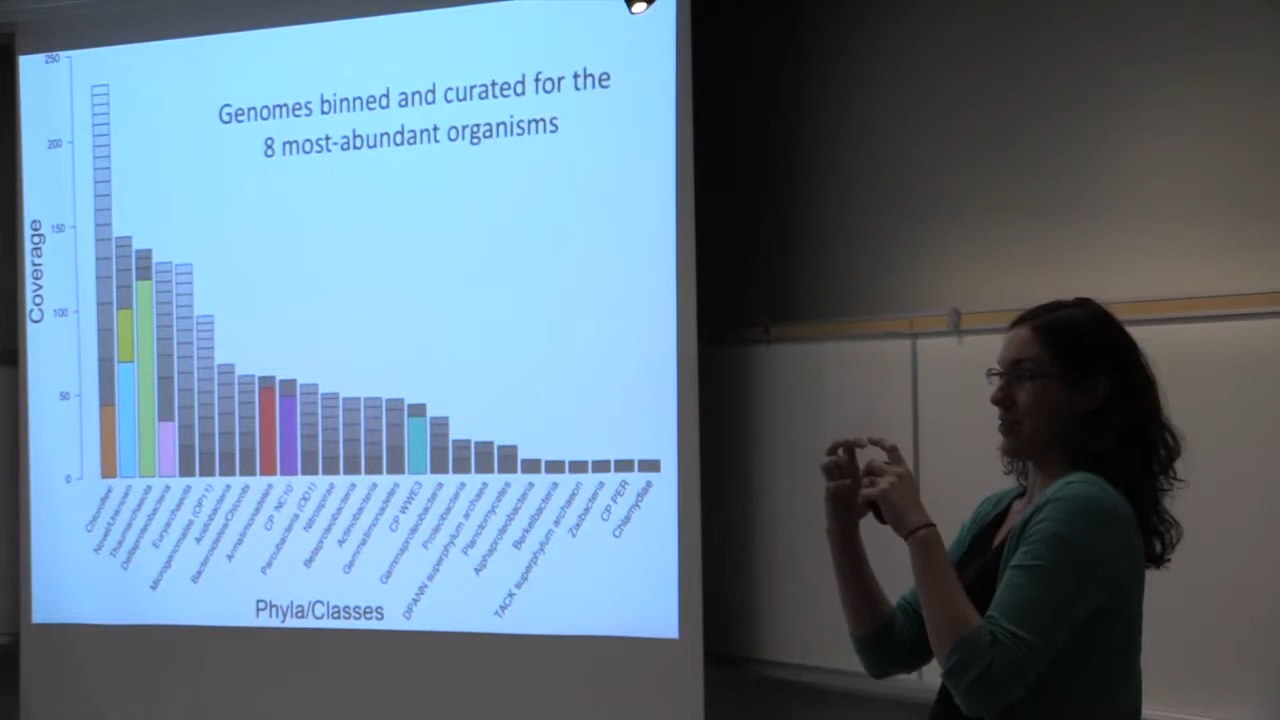 Genomes binned and curated for the
8 most-abundant organisms
250
200
150
100
50
0
Coverage
Chloroflexi
Novel/Unknown
Thaumarchaeota
Deltaproteobacteria
Euryarchaeota
Microgenomates (OP11)
Acidobacteria
Bacteroidetes/Chlorobi
Armatimonadetes
CP NC10
Parcubacteria (OD1)
Nitrospirae
Betaproteobacteria
Actinobacteria
Gemmatimonadetes
CP WWE3
Gammaproteobacteria
Proteobacteria
DPANN superphylum archaea
Planctomycetes
Alphaproteobacteria
Berkelbacteria
TACK superphylum archaeon
Zixibacteria
CP PER
Chlamydiae
Phyla/Classes